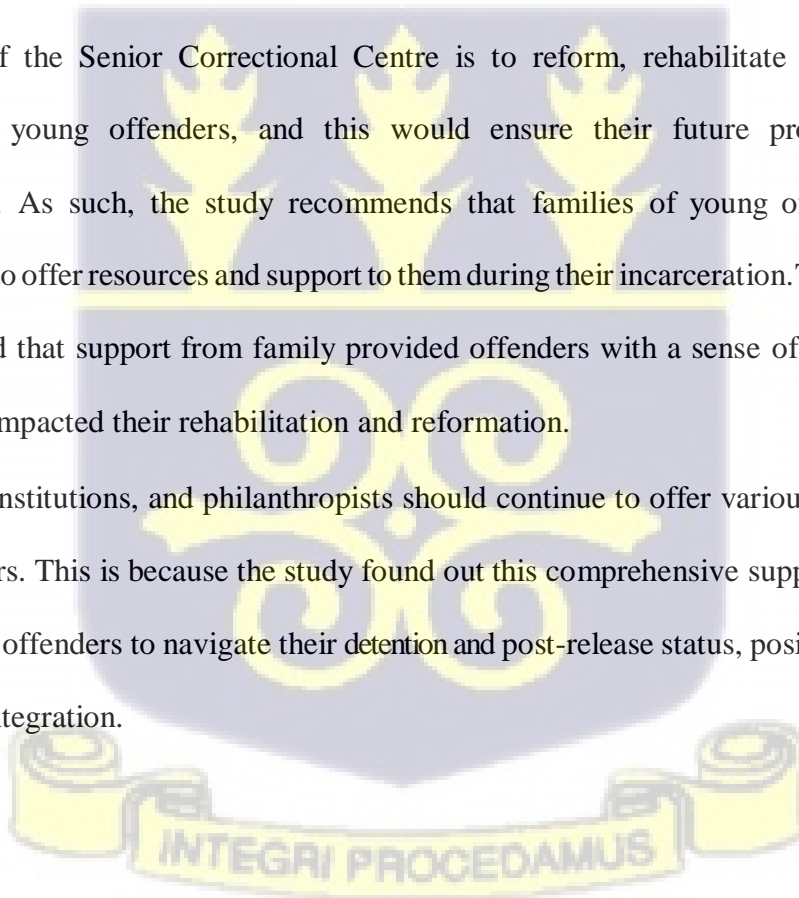 f the Senior Correctional Centre is to reform, rehabilitate
young offenders, and this would ensure their future pro
. As such, the study recommends that families of young o
o offer resources and support to them during their incarceration. T
d that support from family provided offenders with a sense of
mpacted their rehabilitation and reformation.
nstitutions, and philanthropists should continue to offer variou
rs. This is because the study found out this comprehensive supp
offenders to navigate their detention and post-release status, posi
ntegration.
INTEGRI PROCEDAMUS